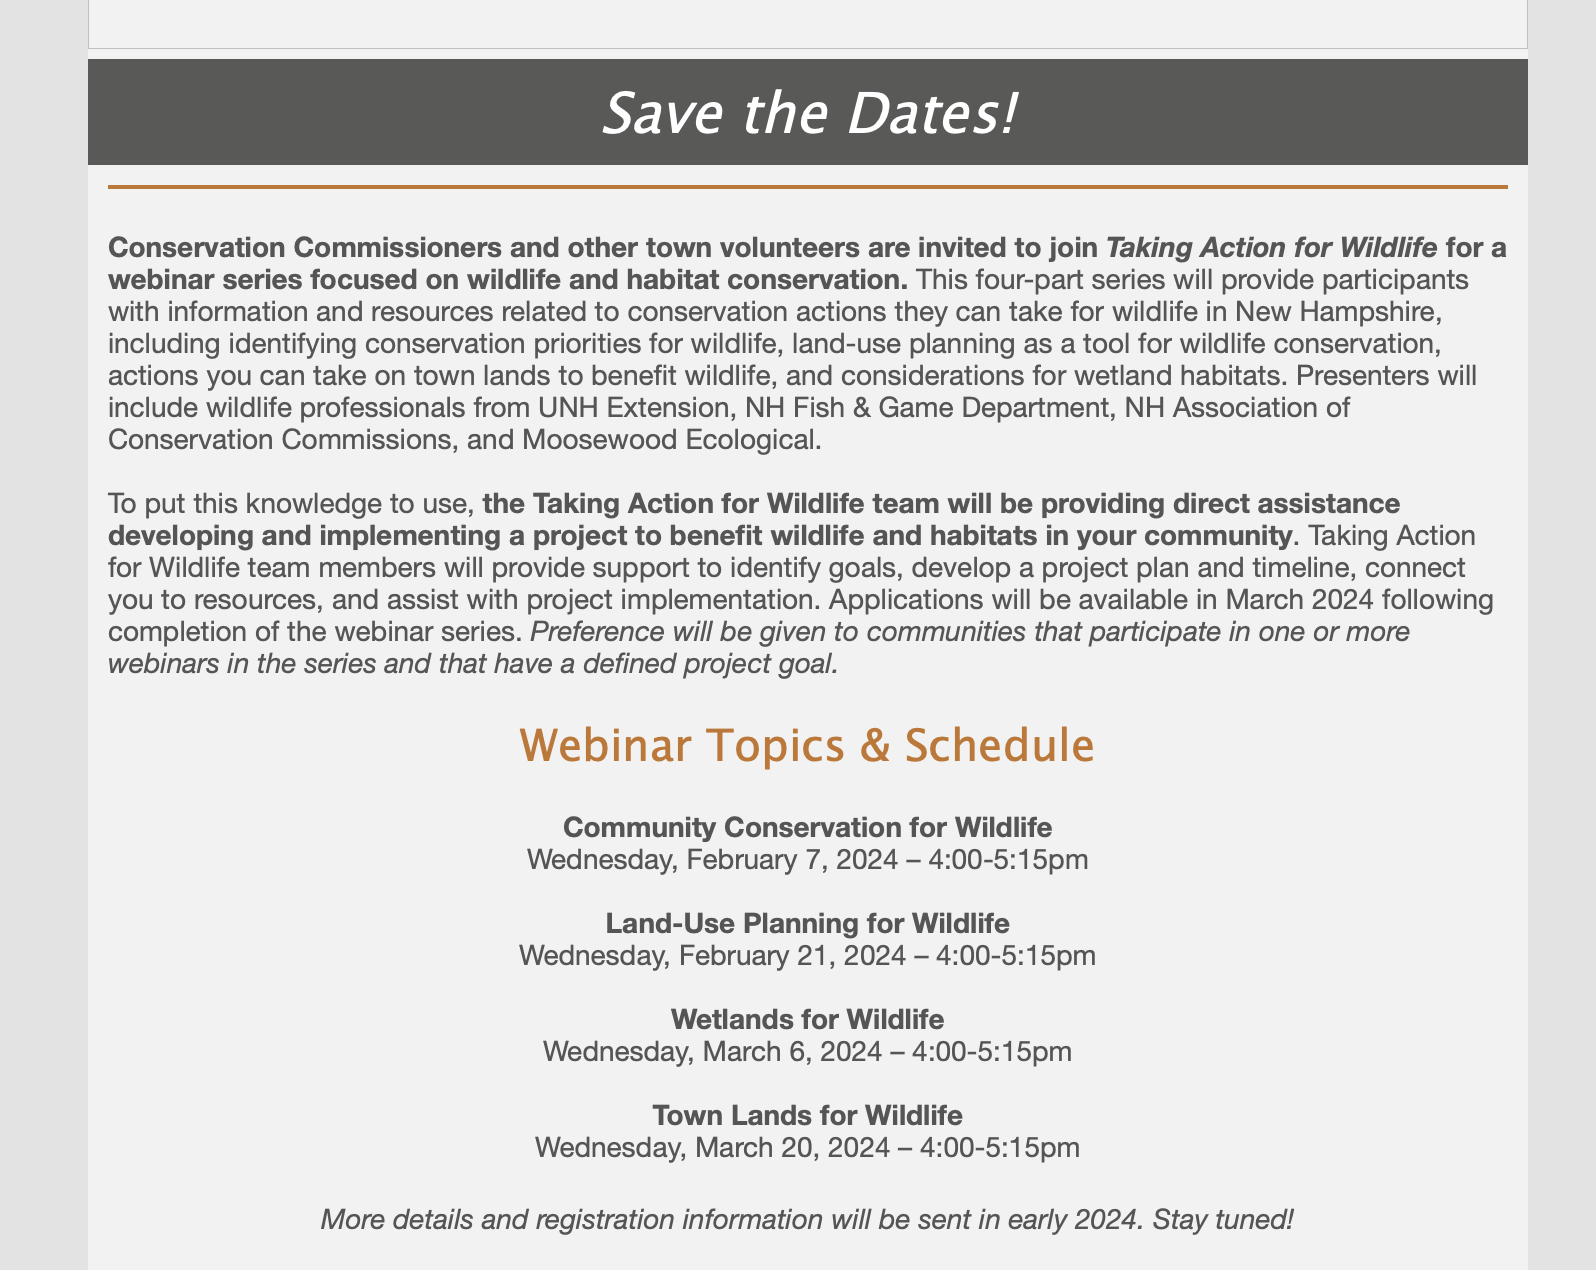 Save the Dates!
Conservation Commissioners and other town volunteers are invited to join Taking Action for Wildlife for a
webinar series focused on wildlife and habitat conservation. This four-part series will provide participants
with information and resources related to conservation actions they can take for wildlife in New Hampshire,
including identifying conservation priorities for wildlife, land-use planning as a tool for wildlife conservation,
actions you can take on town lands to benefit wildlife, and considerations for wetland habitats. Presenters will
include wildlife professionals from UNH Extension, NH Fish & Game Department, NH Association of
Conservation Commissions, and Moosewood Ecological.
To put this knowledge to use, the Taking Action for Wildlife team will be providing direct assistance
developing and implementing a project to benefit wildlife and habitats in your community. Taking Action
for Wildlife team members will provide support to identify goals, develop a project plan and timeline, connect
you to resources, and assist with project implementation. Applications will be available in March 2024 following
completion of the webinar series. Preference will be given to communities that participate in one or more
webinars in the series and that have a defined project goal.
Webinar Topics & Schedule
Community Conservation for Wildlife
Wednesday, February 7, 2024 – 4:00-5:15pm
Land-Use Planning for Wildlife
Wednesday, February 21, 2024 – 4:00-5:15pm
Wetlands for Wildlife
Wednesday, March 6, 2024 – 4:00-5:15pm
Town Lands for Wildlife
Wednesday, March 20, 2024 – 4:00-5:15pm
More details and registration information will be sent in early 2024. Stay tuned!